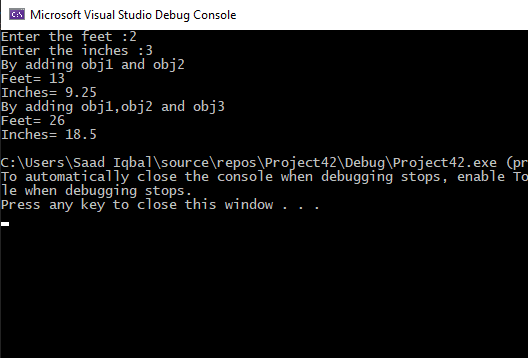 C:\ Microsoft Visual Studio Debug Console
Enter the feet :2
Enter the inches :3
By adding obj1 and obj2
Feet= 13
Inches= 9.25
By adding obj1,obj2 and obj3
Feet= 26
Inches= 18.5
C:\Users\Saad Iqbal\source\repos\Project42\Debug\Project42.exe (pr
To automatically close the console when debugging stops, enable To
le when debugging stops.
Press any key to close this window . . .